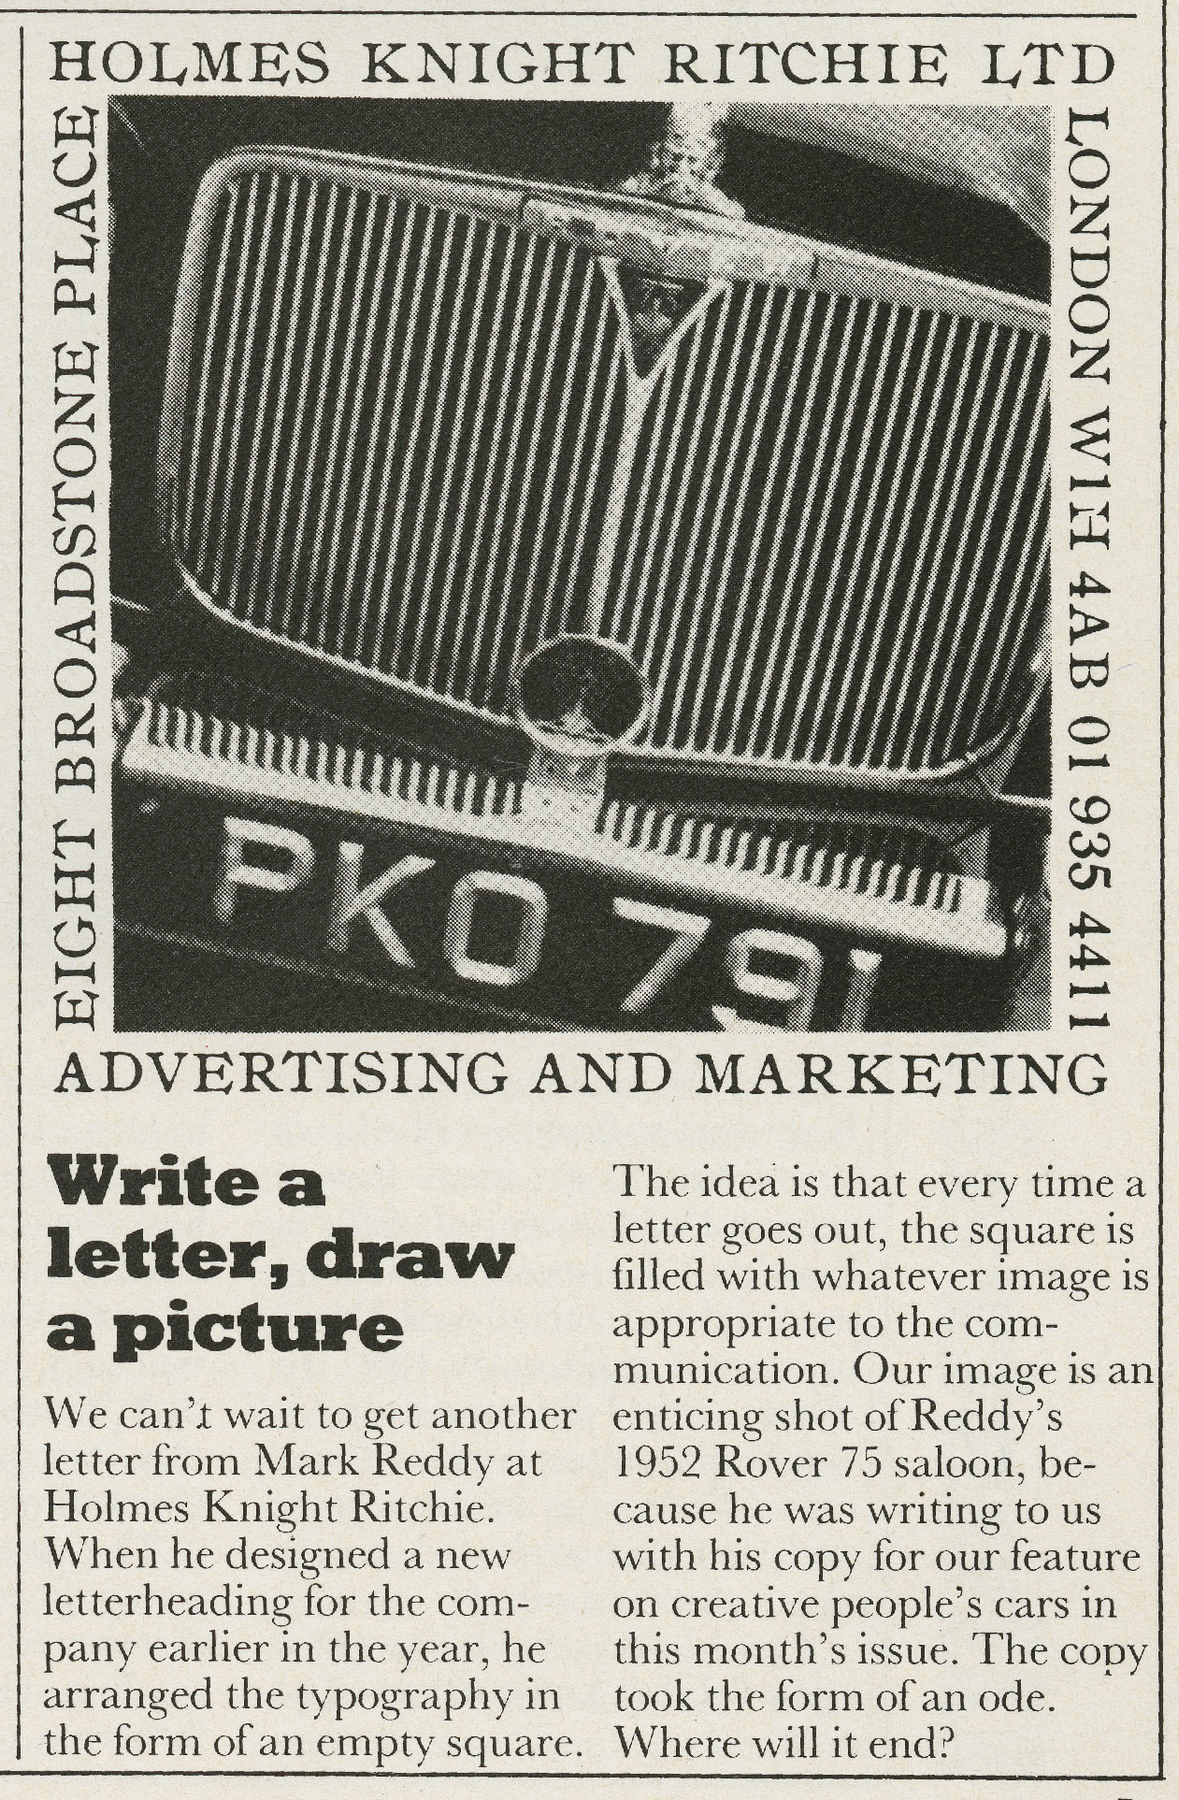 HOLMES KNIGHT RITCHIE LTD
EIGHT BROADSTONE PLACE
LONDON W1H 4AB 01 935 4411
PKO 791
ADVERTISING AND MARKETING
Write a
letter, draw
a picture
We can't wait to get another
letter from Mark Reddy at
Holmes Knight Ritchie.
When he designed a new
letterheading for the com-
pany earlier in the year, he
arranged the typography in
the form of an empty square.
The idea is that every time a
letter goes out, the square is
filled with whatever image is
appropriate to the com-
munication. Our image is an
enticing shot of Reddy's
1952 Rover 75 saloon, be-
cause he was writing to us
with his copy for our feature
on creative people's cars in
this month's issue. The copy
took the form of an ode.
Where will it end?